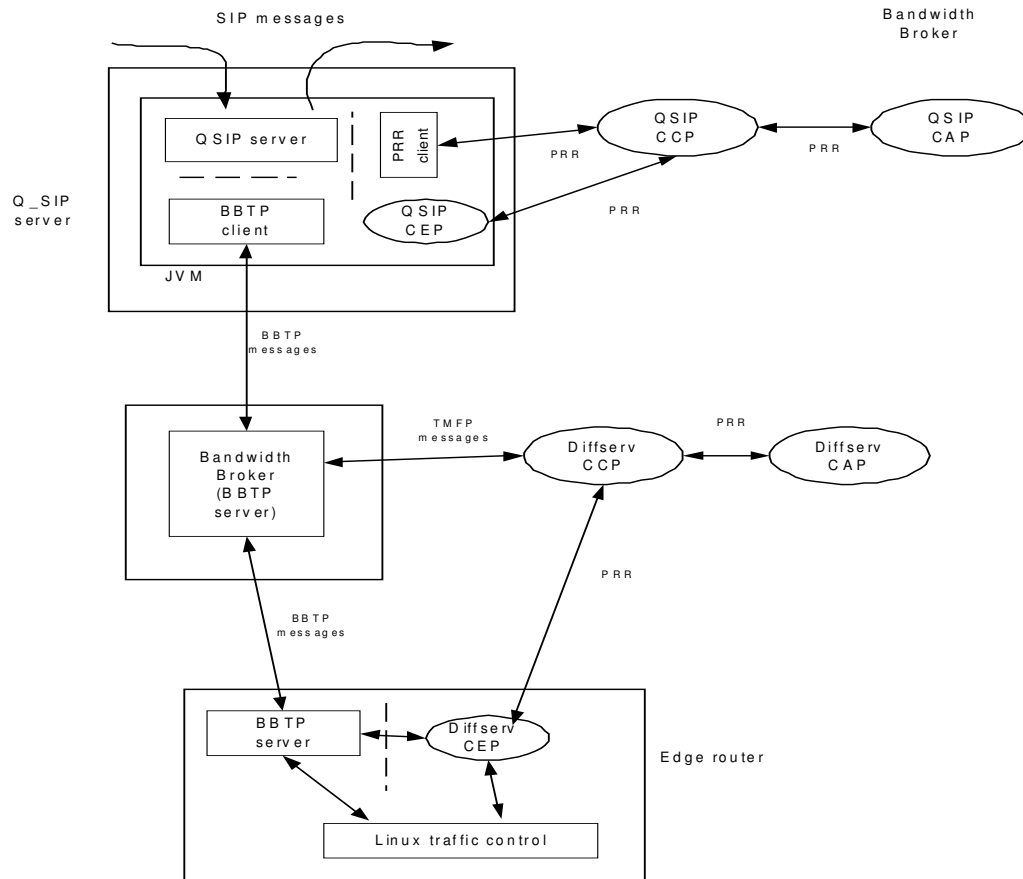 SIP messages
Bandwidth
Broker
QSIP server
PRR
client
QSIP
CCP
QSIP
CAP
PRR
PRR
Q_SIP
server
BBTP
client
QSIP
CEP
PRR
JVM
BBTP
messages
TMFP
messages
PRR
Bandwidth
Broker
(BBTP
server)
Diffserv
CCP
Diffserv
CAP
PRR
BBTP
messages
BBTP
server
Diffserv
CEP
Edge router
Linux traffic control